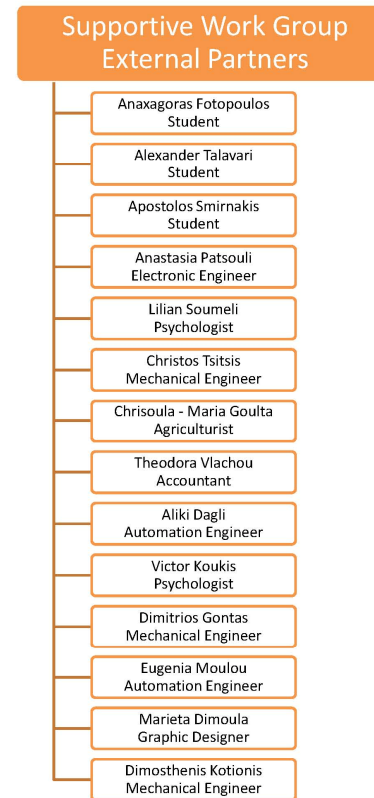 Supportive Work Group
External Partners
Anaxagoras Fotopoulos
Student
Alexander Talavari
Student
Apostolos Smirnakis
Student
Anastasia Patsouli
Electronic Engineer
Lilian Soumeli
Psychologist
Christos Tsitsis
Mechanical Engineer
Chrisoula - Maria Goulta
Agriculturist
Theodora Vlachou
Accountant
Aliki Dagli
Automation Engineer
Victor Koukis
Psychologist
Dimitrios Gontas
Mechanical Engineer
Eugenia Moulou
Automation Engineer
Marieta Dimoula
Graphic Designer
Dimosthenis Kotionis
Mechanical Engineer